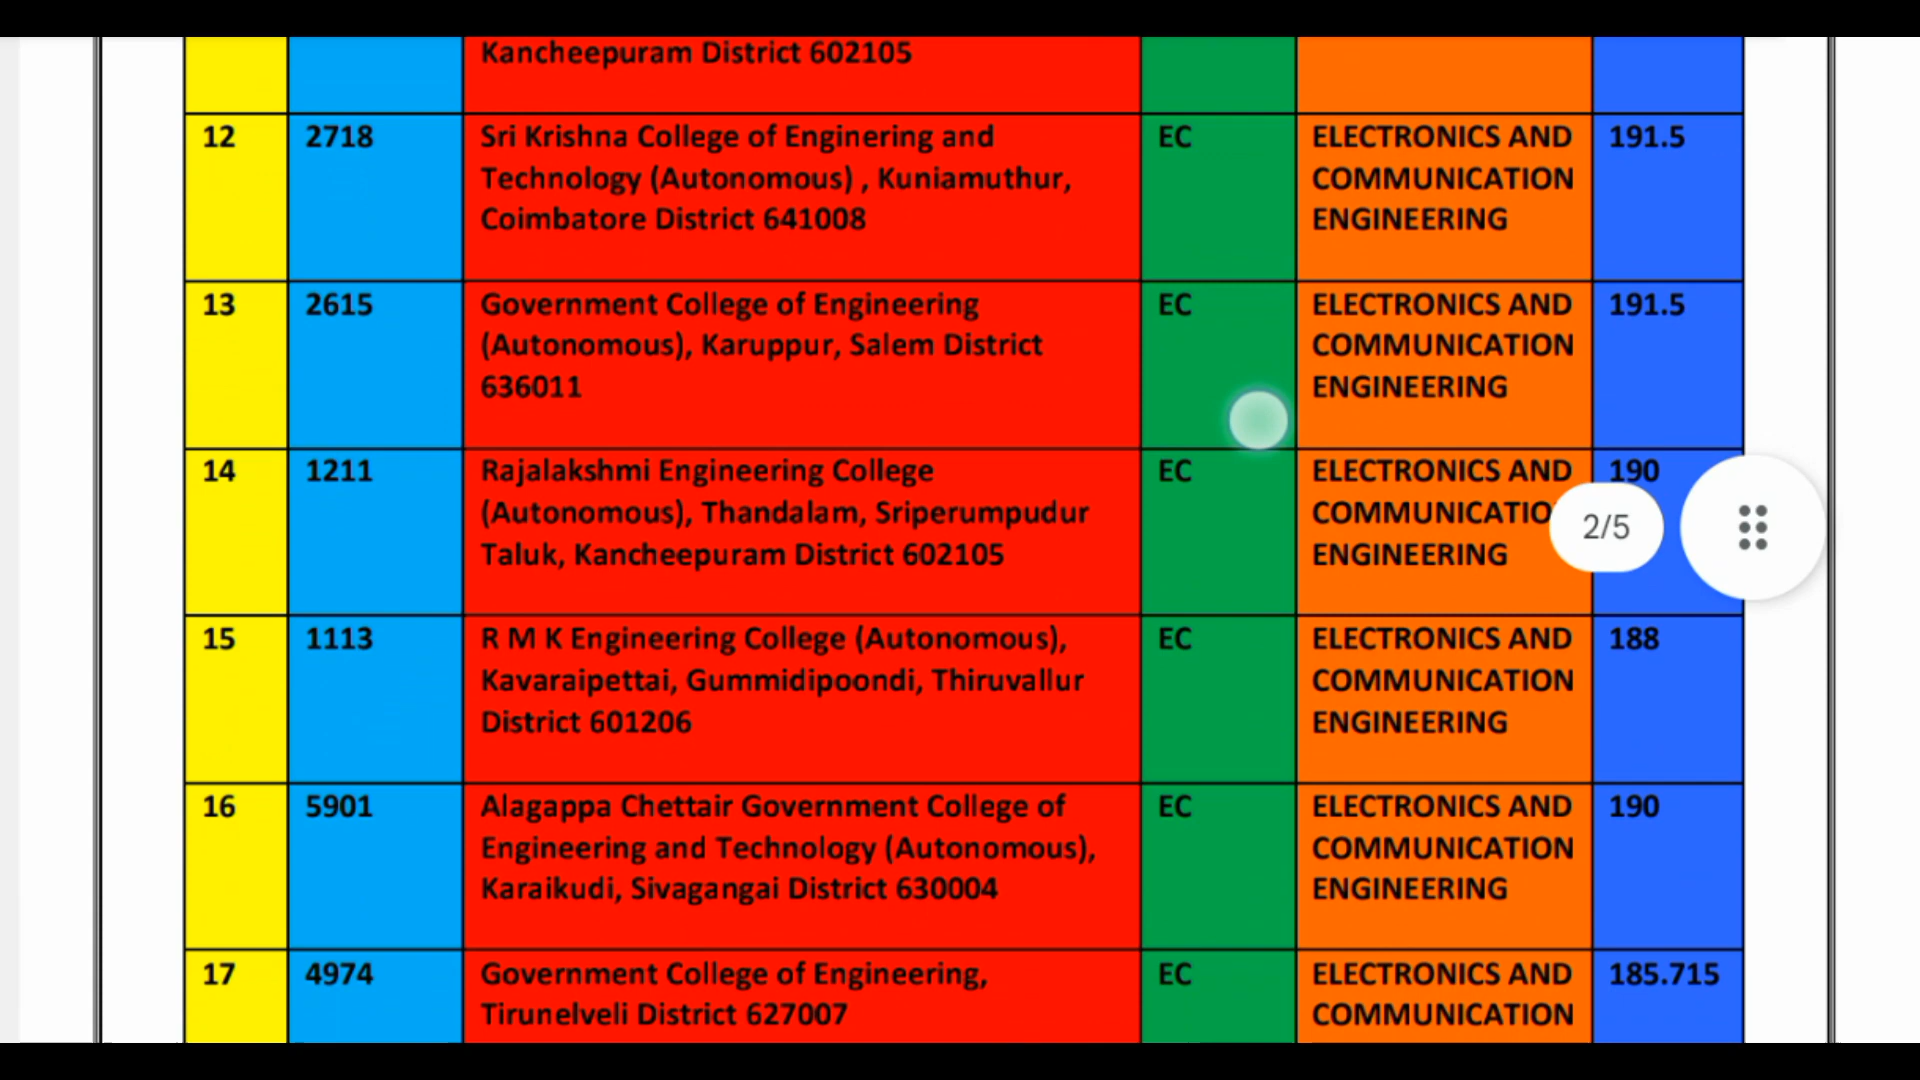 Kancheepuram District 602105
12 2718 Sri Krishna College of Enginering and EC ELECTRONICS AND 191.5
Technology (Autonomous) , Kuniamuthur, COMMUNICATION
Coimbatore District 641008 ENGINEERING
13 2615 Government College of Engineering EC ELECTRONICS AND 191.5
(Autonomous), Karuppur, Salem District COMMUNICATION
636011 ENGINEERING
14 1211 Rajalakshmi Engineering College EC ELECTRONICS AND 190
(Autonomous), Thandalam, Sriperumpudur COMMUNICATIO 2/5
Taluk, Kancheepuram District 602105 ENGINEERING
15 1113 R M K Engineering College (Autonomous), EC ELECTRONICS AND 188
Kavaraipettai, Gummidipoondi, Thiruvallur COMMUNICATION
District 601206 ENGINEERING
16 5901 Alagappa Chettair Government College of EC ELECTRONICS AND 190
Engineering and Technology (Autonomous), COMMUNICATION
Karaikudi, Sivagangai District 630004 ENGINEERING
17 4974 Government College of Engineering, EC ELECTRONICS AND 185.715
Tirunelveli District 627007 COMMUNICATION